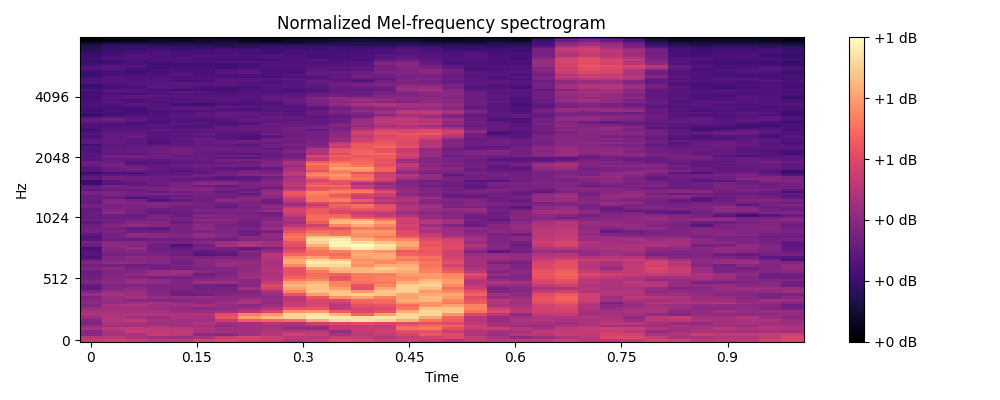 Normalized Mel-frequency spectrogram
Hz
4096
2048
1024
512
0
0 0.15 0.3 0.45 0.6 0.75 0.9
Time
+1 dB
+1 dB
+1 dB
+0 dB
+0 dB
+0 dB